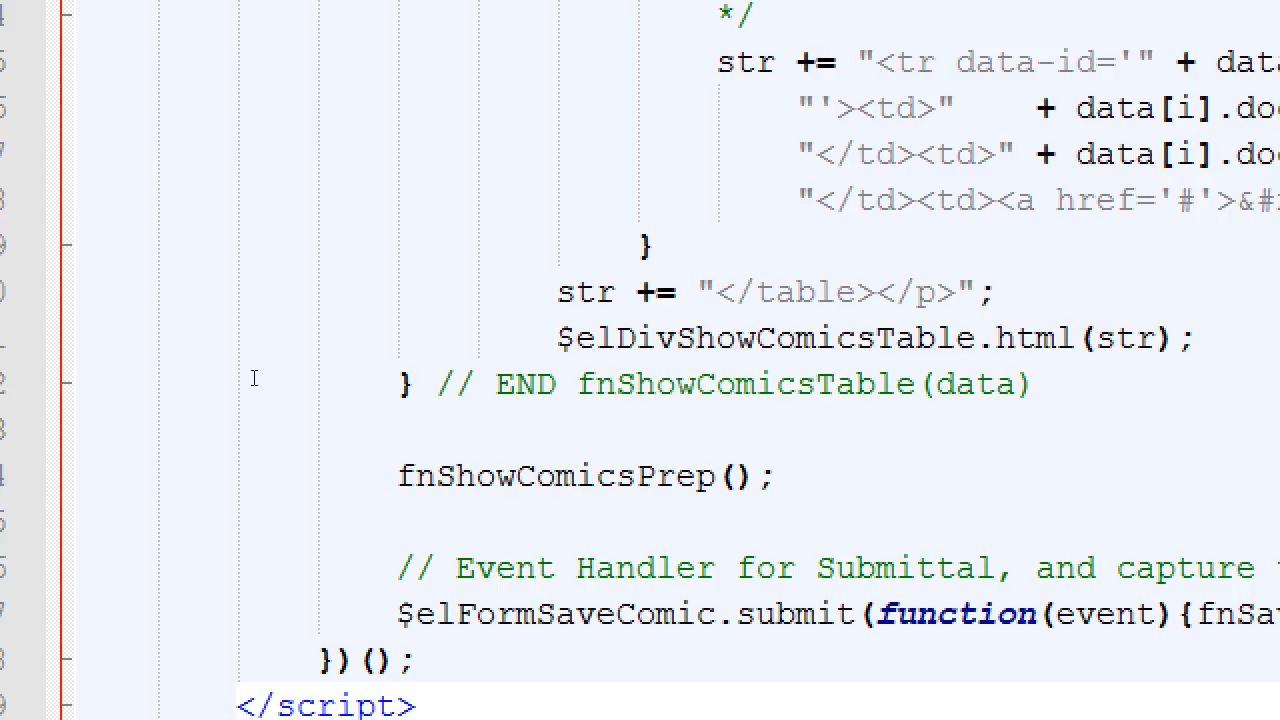 */
str += "<tr data-id='" + data
"'><td>" + data[i].do
"</td><td>" + data[i].do
"</td><td><a href='#'>&#
}
str += "</table></p>";
$elDivShowComicsTable.html(str);
} // END fnShowComicsTable(data)
fnShowComicsPrep();
// Event Handler for Submittal, and capture
$elFormSaveComic.submit(function(event){fnSa
})();
</script>